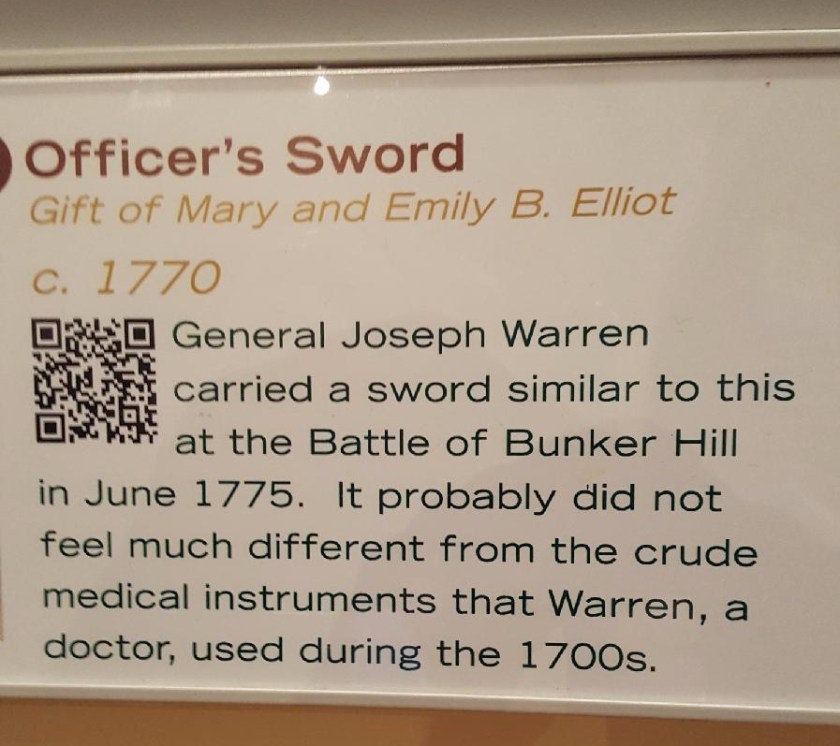 Officer's Sword
Gift of Mary and Emily B. Elliot
c. 1770
General Joseph Warren
carried a sword similar to this
at the Battle of Bunker Hill
in June 1775. It probably did not
feel much different from the crude
medical instruments that Warren, a
doctor, used during the 1700s.